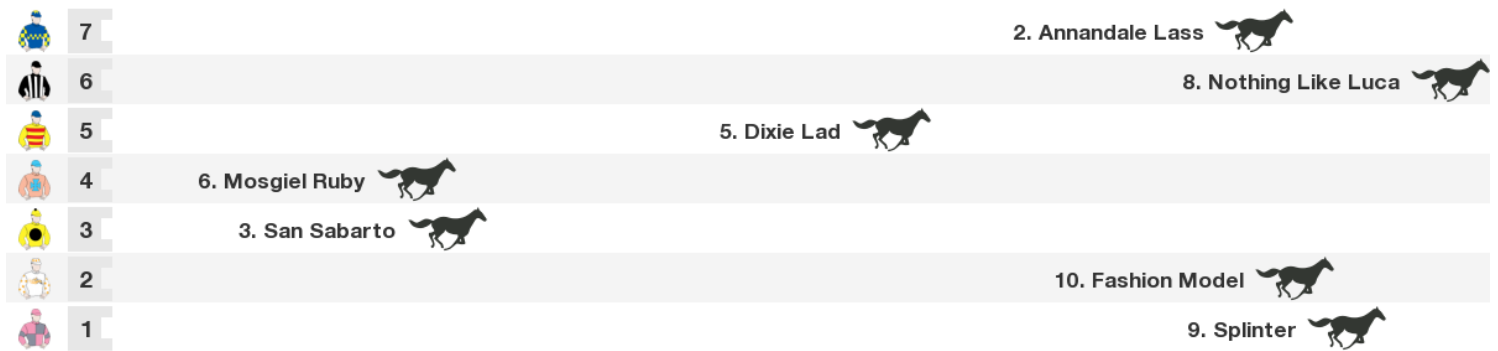 7 2. Annandale Lass
6 8. Nothing Like Luca
5 5. Dixie Lad
4 6. Mosgiel Ruby
3 3. San Sabarto
2 10. Fashion Model
1 9. Splinter